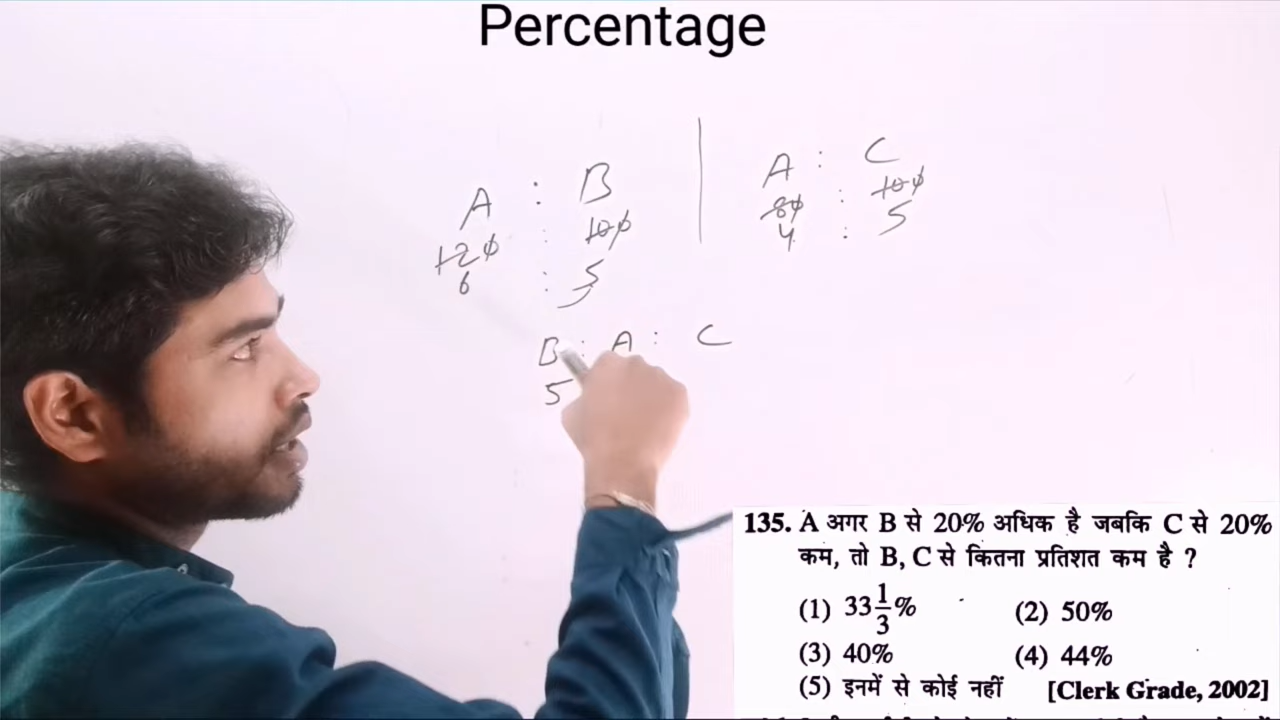 Percentage
A : B
120 : 100
6 : 5
A : C
80 : 100
4 : 5
B : A : C
5
135. A अगर B से 20% अधिक है जबकि C से 20%
कम, तो B, C से कितना प्रतिशत कम है ?
(1) 33 1/3 % (2) 50%
(3) 40% (4) 44%
(5) इनमें से कोई नहीं [Clerk Grade, 2002]